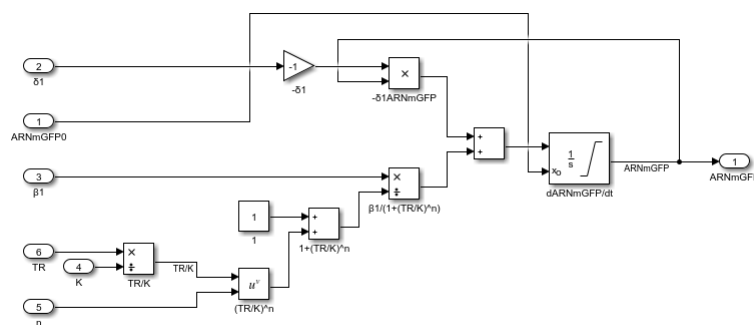 2
δ1
-1
-δ1
×
-δ1ARNmGFP
1
ARNmGFP0
+
+
1
s
xo
dARNmGFP/dt
ARNmGFP
1
ARNmGF
3
β1
×
÷
β1/(1+(TR/K)^n)
1
1
+
+
1+(TR/K)^n
6
TR
4
K
×
÷
TR/K
TR/K
u^v
(TR/K)^n
5
n